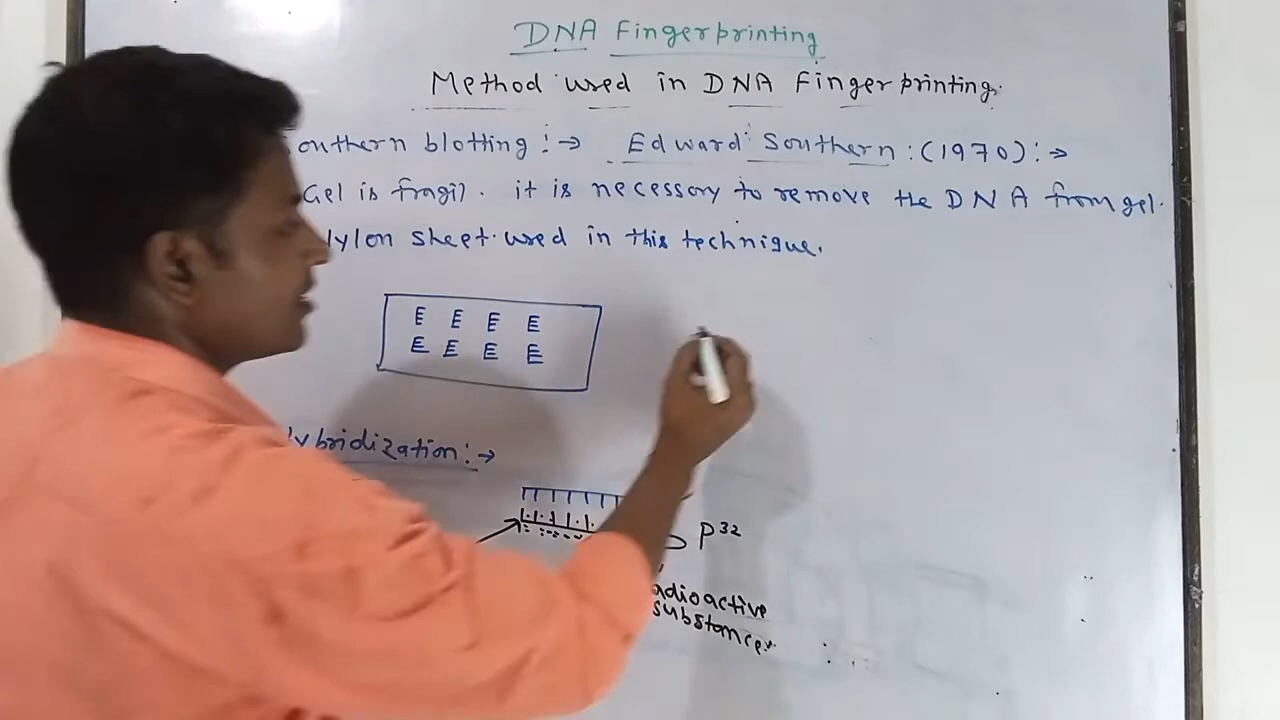 DNA Fingerprinting
Method used in DNA Fingerprinting.
outhern blotting :→ Edward Southern : (1970) :→
Gel is fragil. it is necessary to remove the DNA from gel.
ylon sheet used in this technique.
E E E E
E E E E
ybridization :→
P32
adioactive
substance